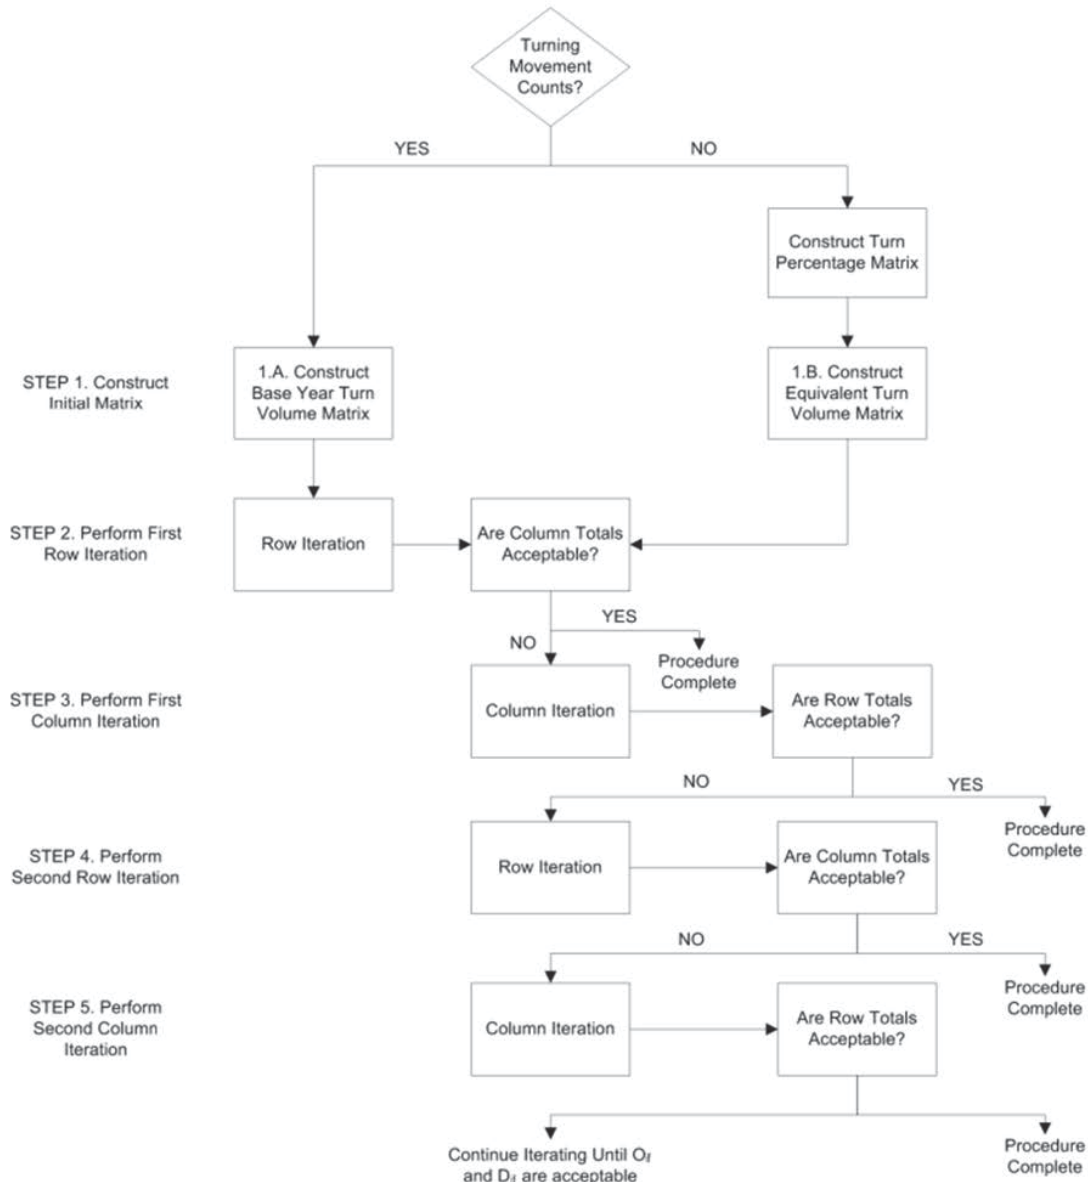 Turning
Movement
Counts?
YES
NO
Construct Turn
Percentage Matrix
STEP 1. Construct
Initial Matrix
1.A. Construct
Base Year Turn
Volume Matrix
1.B. Construct
Equivalent Turn
Volume Matrix
STEP 2. Perform First
Row Iteration
Row Iteration
Are Column Totals
Acceptable?
YES
NO
Procedure
Complete
STEP 3. Perform First
Column Iteration
Column Iteration
Are Row Totals
Acceptable?
NO
YES
Procedure
Complete
STEP 4. Perform
Second Row Iteration
Row Iteration
Are Column Totals
Acceptable?
NO
YES
Procedure
Complete
STEP 5. Perform
Second Column
Iteration
Column Iteration
Are Row Totals
Acceptable?
Continue Iterating Until Oif
and Djf are acceptable
Procedure
Complete